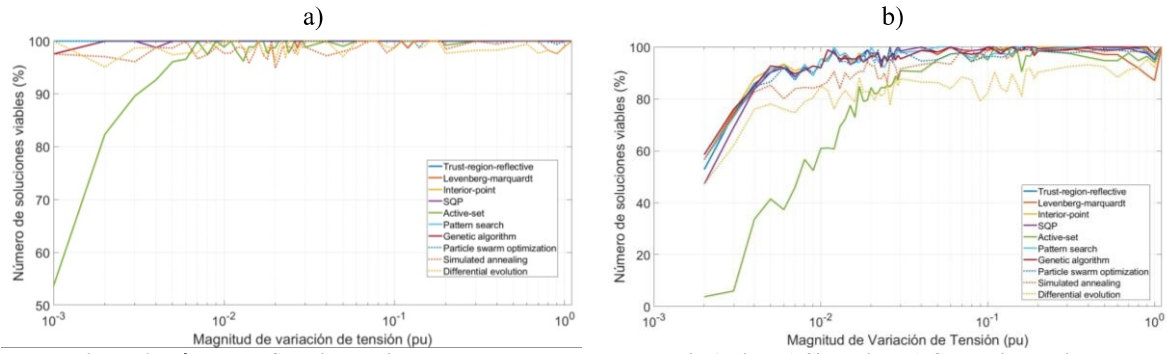 a)
100
90
80
70
60
50
Número de soluciones viables (%)
Trust-region-reflective
Levenberg-marquardt
Interior-point
SQP
Active-set
Pattern search
Genetic algorithm
Particle swarm optimization
Simulated annealing
Differential evolution
10-3
10-2
10-1
100
Magnitud de variación de tensión (pu)
b)
100
80
60
40
20
0
Número de soluciones viables (%)
Trust-region-reflective
Levenberg-marquardt
Interior-point
SQP
Active-set
Pattern search
Genetic algorithm
Particle swarm optimization
Simulated annealing
Differential evolution
10-3
10-2
10-1
100
Magnitud de Variación de Tensión (pu)